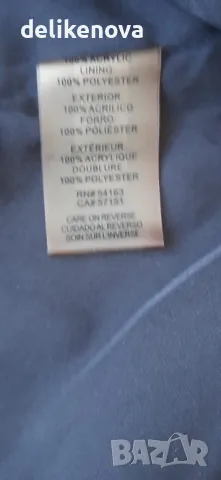 delikenova
100% ACRYLIC
LINING
100% POLYESTER
EXTERIOR
100% ACRILICO
FORRO
100% POLIESTER
EXTÉRIEUR
100% ACRYLIQUE
DOUBLURE
100% POLYESTER
RN# 54163
CA# 57151
CARE ON REVERSE
CUIDADO AL REVERSO
SOIN SUR L'INVERSE
BAZAR